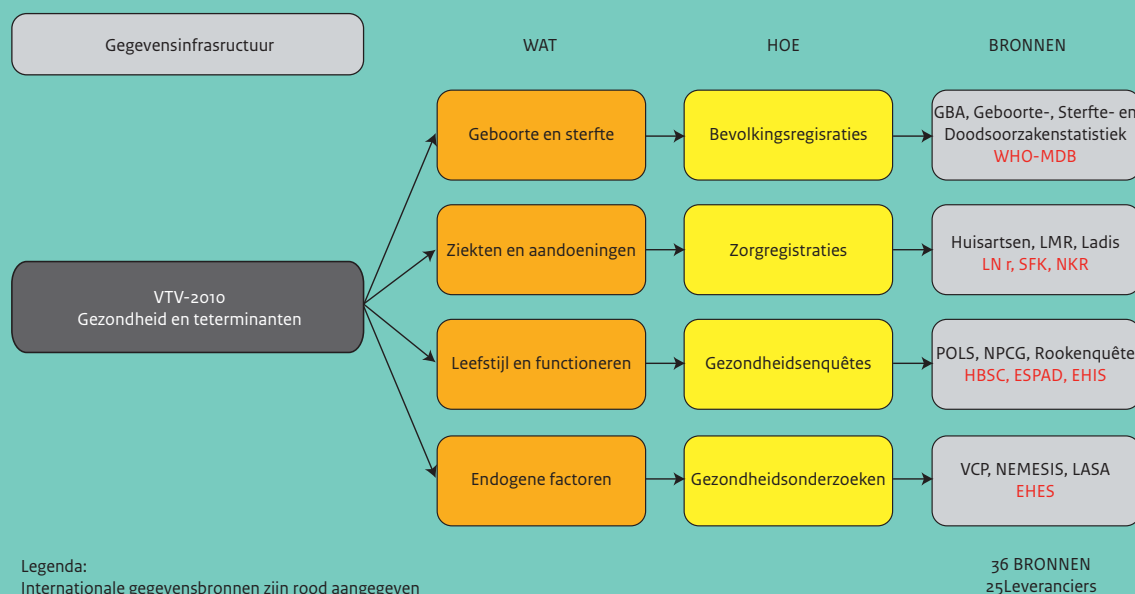 Gegevensinfrasructuur
WAT
HOE
BRONNEN
Geboorte en sterfte
Bevolkingsregisraties
GBA, Geboorte-, Sterfte- en
Doodsoorzakenstatistiek
WHO-MDB
Ziekten en aandoeningen
Zorgregistraties
Huisartsen, LMR, Ladis
LN r, SFK, NKR
VTV-2010
Gezondheid en teterminanten
Leefstijl en functioneren
Gezondheidsenquêtes
POLS, NPCG, Rookenquête
HBSC, ESPAD, EHIS
Endogene factoren
Gezondheidsonderzoeken
VCP, NEMESIS, LASA
EHES
Legenda:
Internationale gegevensbronnen zijn rood aangegeven
36 BRONNEN
25Leveranciers